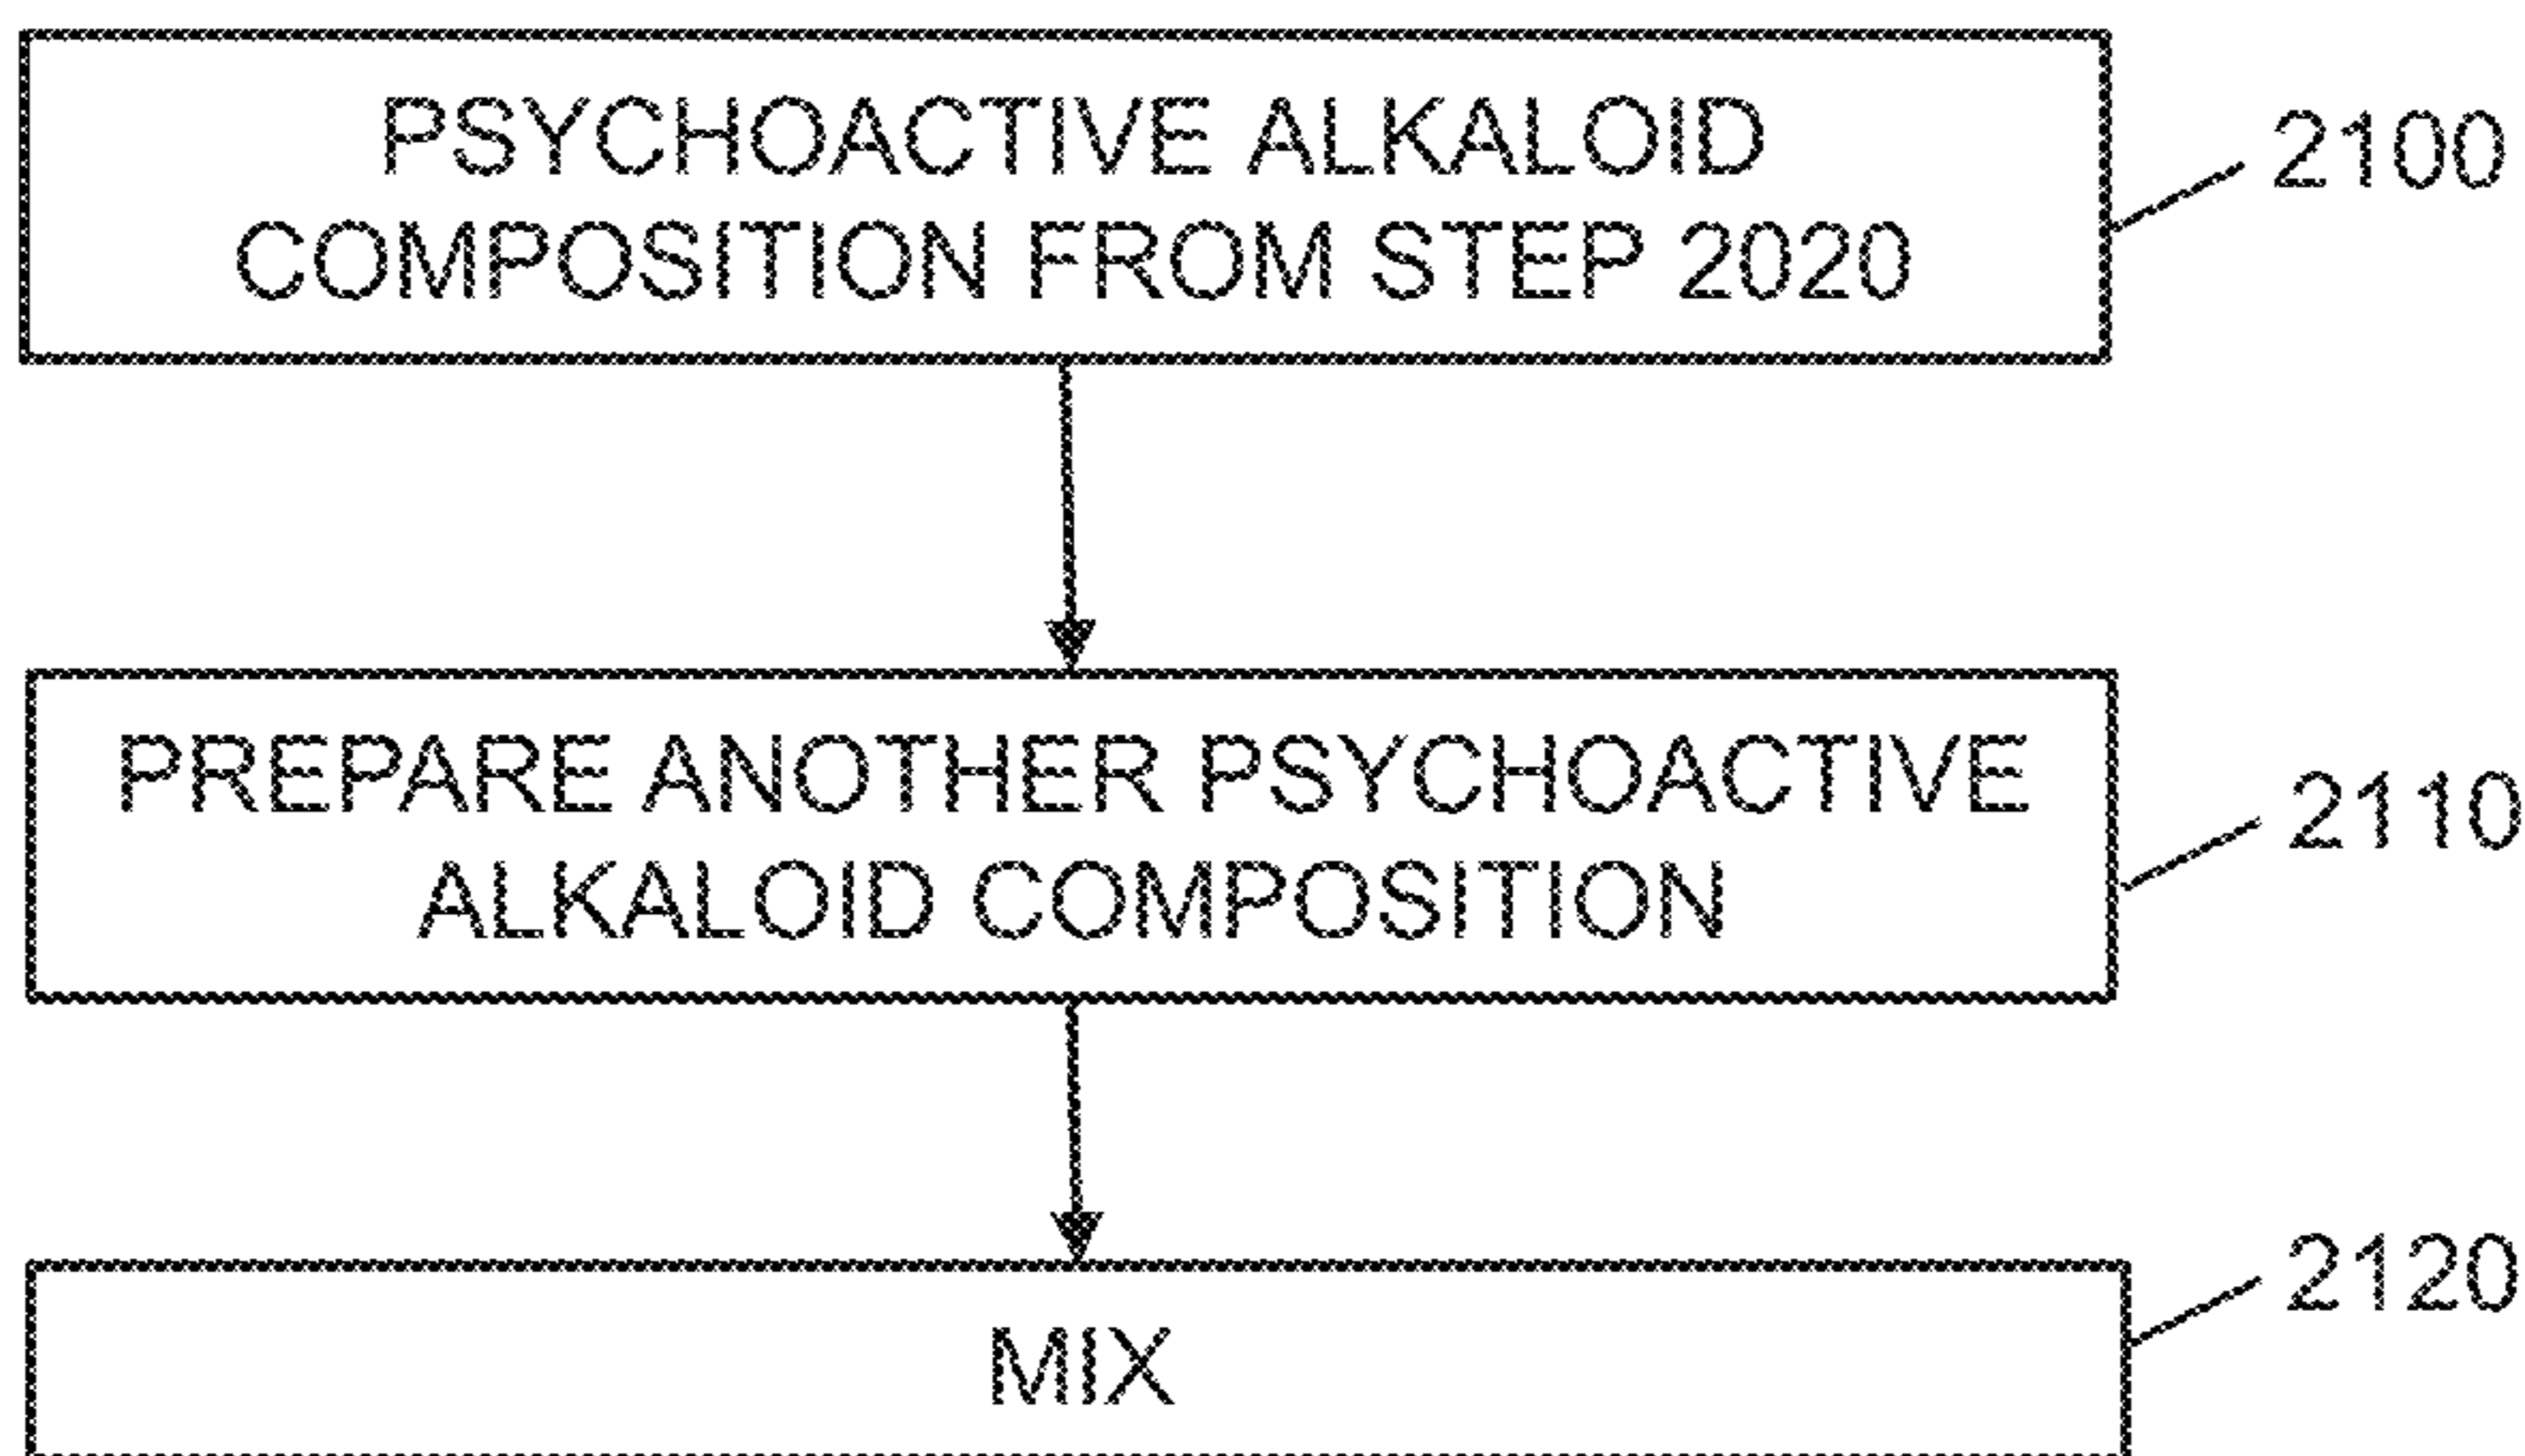 PSYCHOACTIVE ALKALOID
COMPOSITION FROM STEP 2020
2100
PREPARE ANOTHER PSYCHOACTIVE
ALKALOID COMPOSITION
2110
MIX
2120